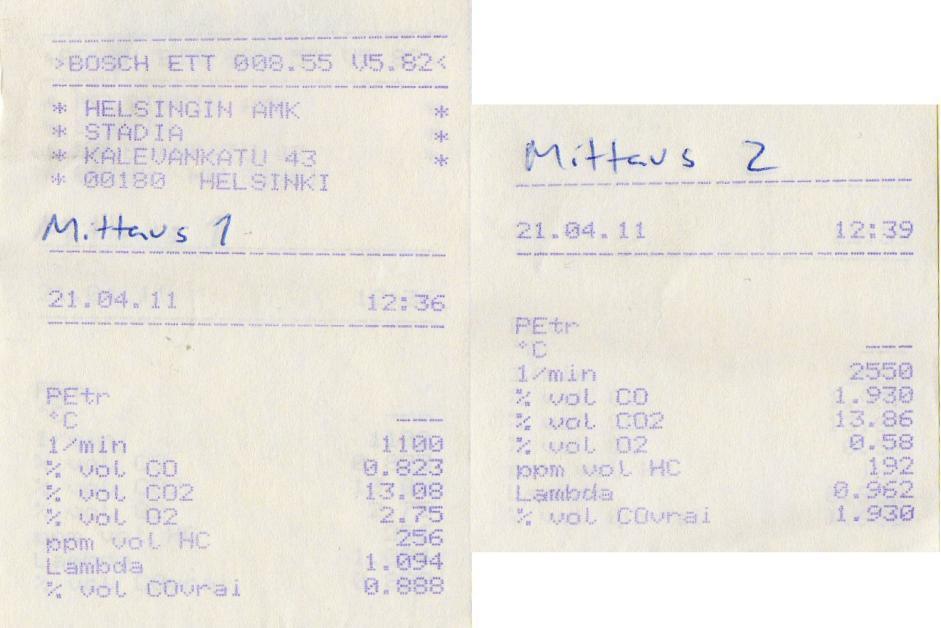 >BOSCH ETT 008.55 V5.82<
* HELSINGIN AMK *
* STADIA *
* KALEVANKATU 43 *
* 00180 HELSINKI
Mittaus 1
21.04.11 12:36
PEtr
°C ----
1/min 1100
% vol CO 0.823
% vol CO2 13.08
% vol O2 2.75
ppm vol HC 256
Lambda 1.094
% vol COvrai 0.888
Mittaus 2
21.04.11 12:39
PEtr
°C ----
1/min 2550
% vol CO 1.930
% vol CO2 13.86
% vol O2 0.58
ppm vol HC 192
Lambda 0.962
% vol COvrai 1.930